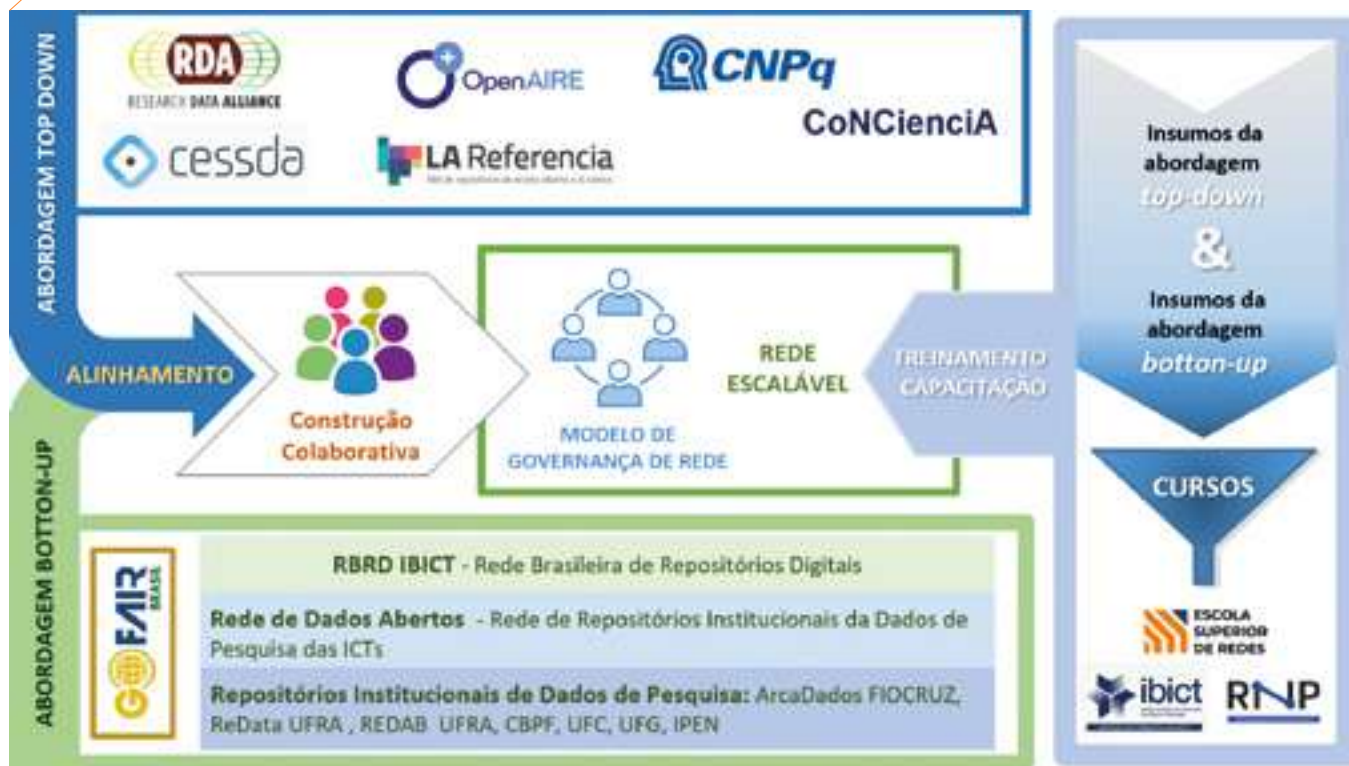 ABORDAGEM TOP DOWN
RDA
RESEARCH DATA ALLIANCE
OpenAIRE
CNPq
CoNCienciA
cessda
LA Referencia
ALINHAMENTO
Construção
Colaborativa
MODELO DE
GOVERNANÇA DE REDE
REDE
ESCALÁVEL
TREINAMENTO
CAPACITAÇÃO
Insumos da
abordagem
top-down
&
Insumos da
abordagem
botton-up
CURSOS
ESCOLA
SUPERIOR
DE REDES
ibict
RNP
ABORDAGEM BOTTON-UP
GO FAIR
BRASIL
RBRD IBICT - Rede Brasileira de Repositórios Digitais
Rede de Dados Abertos - Rede de Repositórios Institucionais da Dados de
Pesquisa das ICTs
Repositórios Institucionais de Dados de Pesquisa: ArcaDados FIOCRUZ,
ReData UFRA , REDAB UFRA, CBPF, UFC, UFG, IPEN